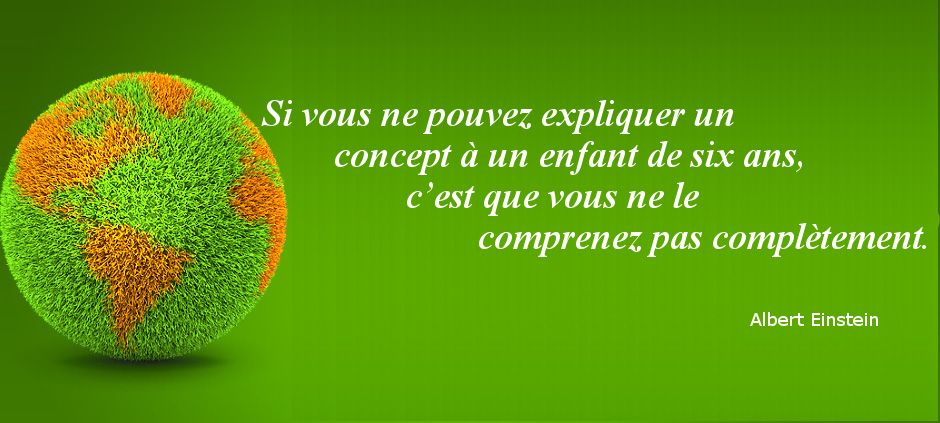 Si vous ne pouvez expliquer un
concept à un enfant de six ans,
c’est que vous ne le
comprenez pas complètement.
Albert Einstein